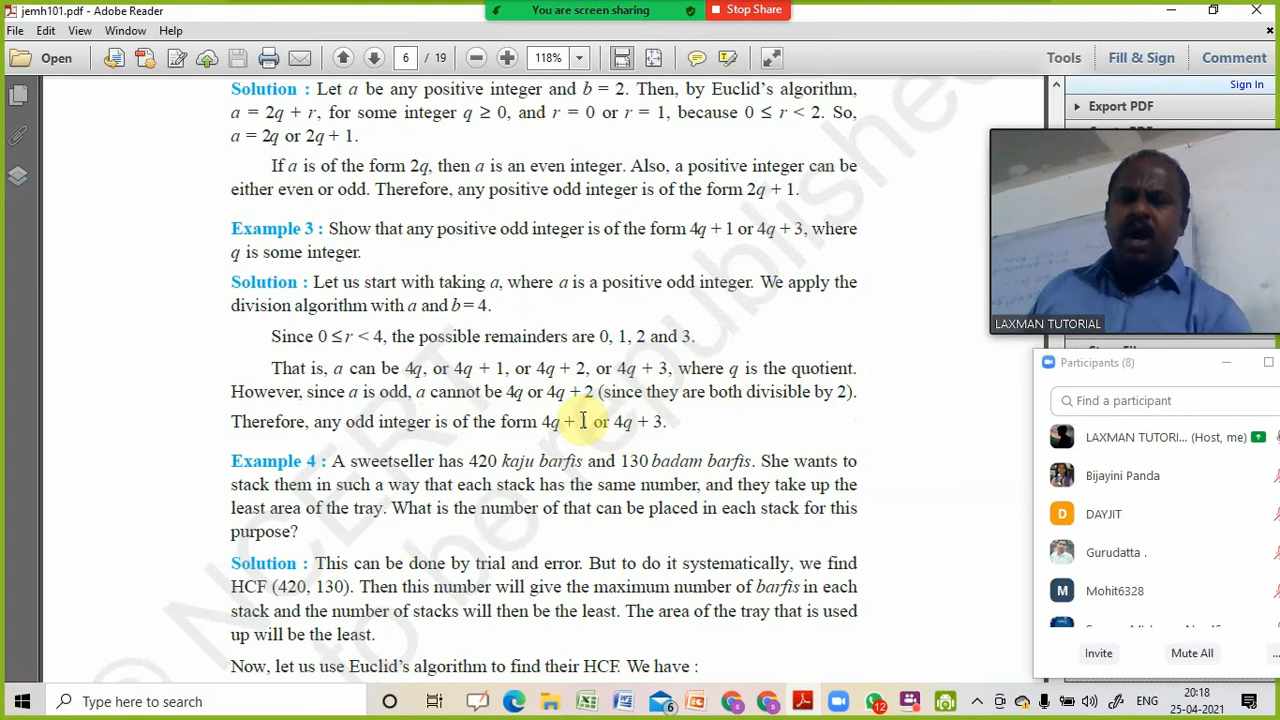 jemh101.pdf - Adobe Reader
You are screen sharing
Stop Share
File Edit View Window Help
Open
6 / 19
118%
Tools Fill & Sign Comment
Sign In
Export PDF
Solution : Let a be any positive integer and b = 2. Then, by Euclid's algorithm,
a = 2q + r, for some integer q ≥ 0, and r = 0 or r = 1, because 0 ≤ r < 2. So,
a = 2q or 2q + 1.
If a is of the form 2q, then a is an even integer. Also, a positive integer can be
either even or odd. Therefore, any positive odd integer is of the form 2q + 1.
Example 3 : Show that any positive odd integer is of the form 4q + 1 or 4q + 3, where
q is some integer.
Solution : Let us start with taking a, where a is a positive odd integer. We apply the
division algorithm with a and b = 4.
Since 0 ≤ r < 4, the possible remainders are 0, 1, 2 and 3.
That is, a can be 4q, or 4q + 1, or 4q + 2, or 4q + 3, where q is the quotient.
However, since a is odd, a cannot be 4q or 4q + 2 (since they are both divisible by 2).
Therefore, any odd integer is of the form 4q + 1 or 4q + 3.
Example 4 : A sweetseller has 420 kaju barfis and 130 badam barfis. She wants to
stack them in such a way that each stack has the same number, and they take up the
least area of the tray. What is the number of that can be placed in each stack for this
purpose?
Solution : This can be done by trial and error. But to do it systematically, we find
HCF (420, 130). Then this number will give the maximum number of barfis in each
stack and the number of stacks will then be the least. The area of the tray that is used
up will be the least.
Now, let us use Euclid's algorithm to find their HCF. We have :
© NCERT
to be republished
LAXMAN TUTORIAL
Participants (8)
Find a participant
LAXMAN TUTORI... (Host, me)
Bijayini Panda
DAYJIT
Gurudatta .
Mohit6328
Invite Mute All ...
Type here to search
6
12
ENG
20:18
25-04-2021